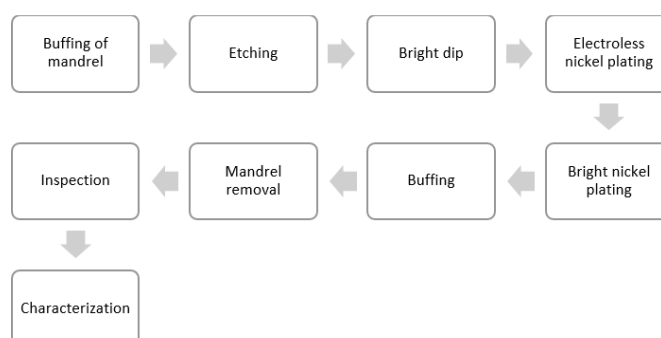 Buffing of
mandrel
Etching
Bright dip
Electroless
nickel plating
Bright nickel
plating
Buffing
Mandrel
removal
Inspection
Characterization